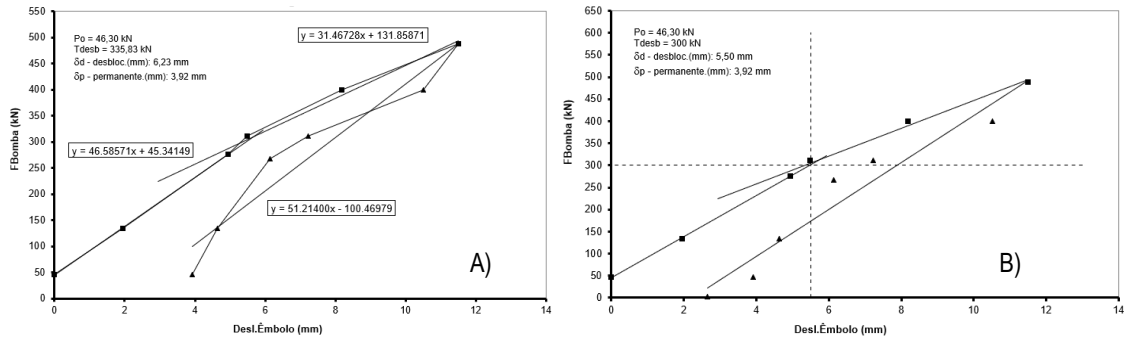 Po = 46,30 kN
Tdesb = 335,83 kN
δd - desbloc.(mm): 6,23 mm
δp - permanente.(mm): 3,92 mm
y = 31.46728x + 131.85871
y = 46.58571x + 45.34149
y = 51.21400x - 100.46979
A)
FBomba (kN)
600
550
500
450
400
350
300
250
200
150
100
50
0
0 2 4 6 8 10 12 14
Desl.Êmbolo (mm)
Po = 46,30 kN
Tdesb = 300 kN
δd - desbloc.(mm): 5,50 mm
δp - permanente.(mm): 3,92 mm
B)
FBomba (kN)
650
600
550
500
450
400
350
300
250
200
150
100
50
0
0 2 4 6 8 10 12 14
Desl.Êmbolo (mm)